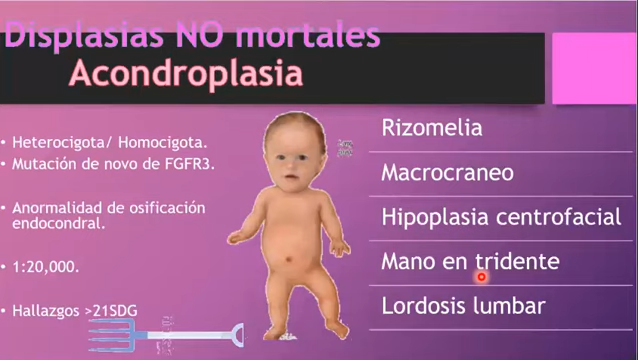 Displasias NO mortales
Acondroplasia
• Heterocigota/ Homocigota.
• Mutación de novo de FGFR3.
• Anormalidad de osificación
endocondral.
• 1:20,000.
• Hallazgos >21SDG
Rizomelia
Macrocraneo
Hipoplasia centrofacial
Mano en tridente
Lordosis lumbar